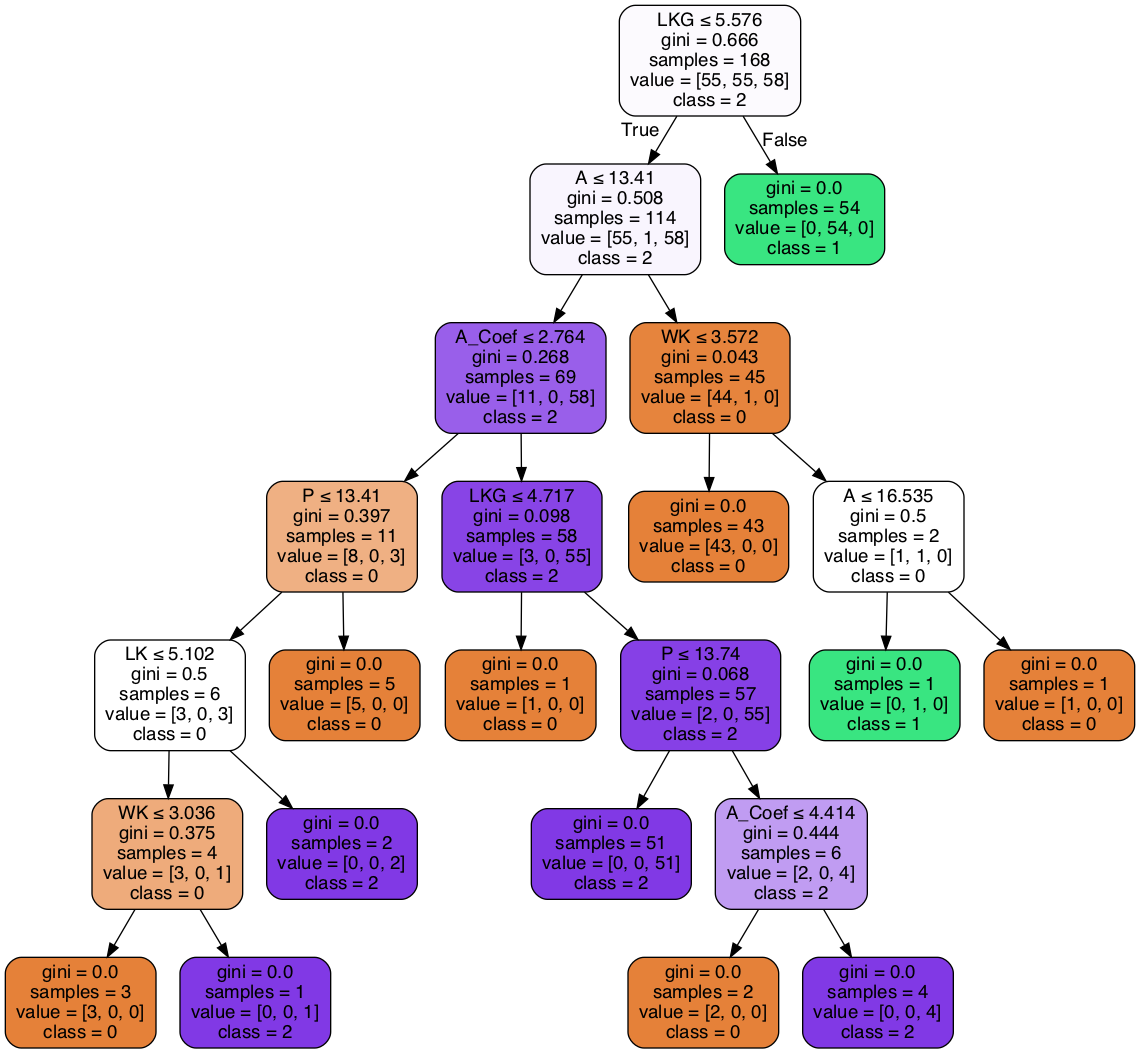 LKG ≤ 5.576
gini = 0.666
samples = 168
value = [55, 55, 58]
class = 2
True
False
A ≤ 13.41
gini = 0.508
samples = 114
value = [55, 1, 58]
class = 2
gini = 0.0
samples = 54
value = [0, 54, 0]
class = 1
A_Coef ≤ 2.764
gini = 0.268
samples = 69
value = [11, 0, 58]
class = 2
WK ≤ 3.572
gini = 0.043
samples = 45
value = [44, 1, 0]
class = 0
P ≤ 13.41
gini = 0.397
samples = 11
value = [8, 0, 3]
class = 0
LKG ≤ 4.717
gini = 0.098
samples = 58
value = [3, 0, 55]
class = 2
gini = 0.0
samples = 43
value = [43, 0, 0]
class = 0
A ≤ 16.535
gini = 0.5
samples = 2
value = [1, 1, 0]
class = 0
LK ≤ 5.102
gini = 0.5
samples = 6
value = [3, 0, 3]
class = 0
gini = 0.0
samples = 5
value = [5, 0, 0]
class = 0
gini = 0.0
samples = 1
value = [1, 0, 0]
class = 0
P ≤ 13.74
gini = 0.068
samples = 57
value = [2, 0, 55]
class = 2
gini = 0.0
samples = 1
value = [0, 1, 0]
class = 1
gini = 0.0
samples = 1
value = [1, 0, 0]
class = 0
WK ≤ 3.036
gini = 0.375
samples = 4
value = [3, 0, 1]
class = 0
gini = 0.0
samples = 2
value = [0, 0, 2]
class = 2
gini = 0.0
samples = 51
value = [0, 0, 51]
class = 2
A_Coef ≤ 4.414
gini = 0.444
samples = 6
value = [2, 0, 4]
class = 2
gini = 0.0
samples = 3
value = [3, 0, 0]
class = 0
gini = 0.0
samples = 1
value = [0, 0, 1]
class = 2
gini = 0.0
samples = 2
value = [2, 0, 0]
class = 0
gini = 0.0
samples = 4
value = [0, 0, 4]
class = 2